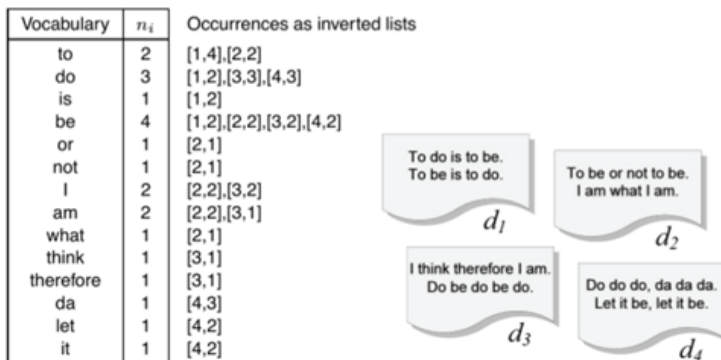 Vocabulary n_i Occurrences as inverted lists
to 2 [1,4],[2,2]
do 3 [1,2],[3,3],[4,3]
is 1 [1,2]
be 4 [1,2],[2,2],[3,2],[4,2]
or 1 [2,1]
not 1 [2,1]
I 2 [2,2],[3,2]
am 2 [2,2],[3,1]
what 1 [2,1]
think 1 [3,1]
therefore 1 [3,1]
da 1 [4,3]
let 1 [4,2]
it 1 [4,2]
To do is to be.
To be is to do.
d1
To be or not to be.
I am what I am.
d2
I think therefore I am.
Do be do be do.
d3
Do do do, da da da.
Let it be, let it be.
d4